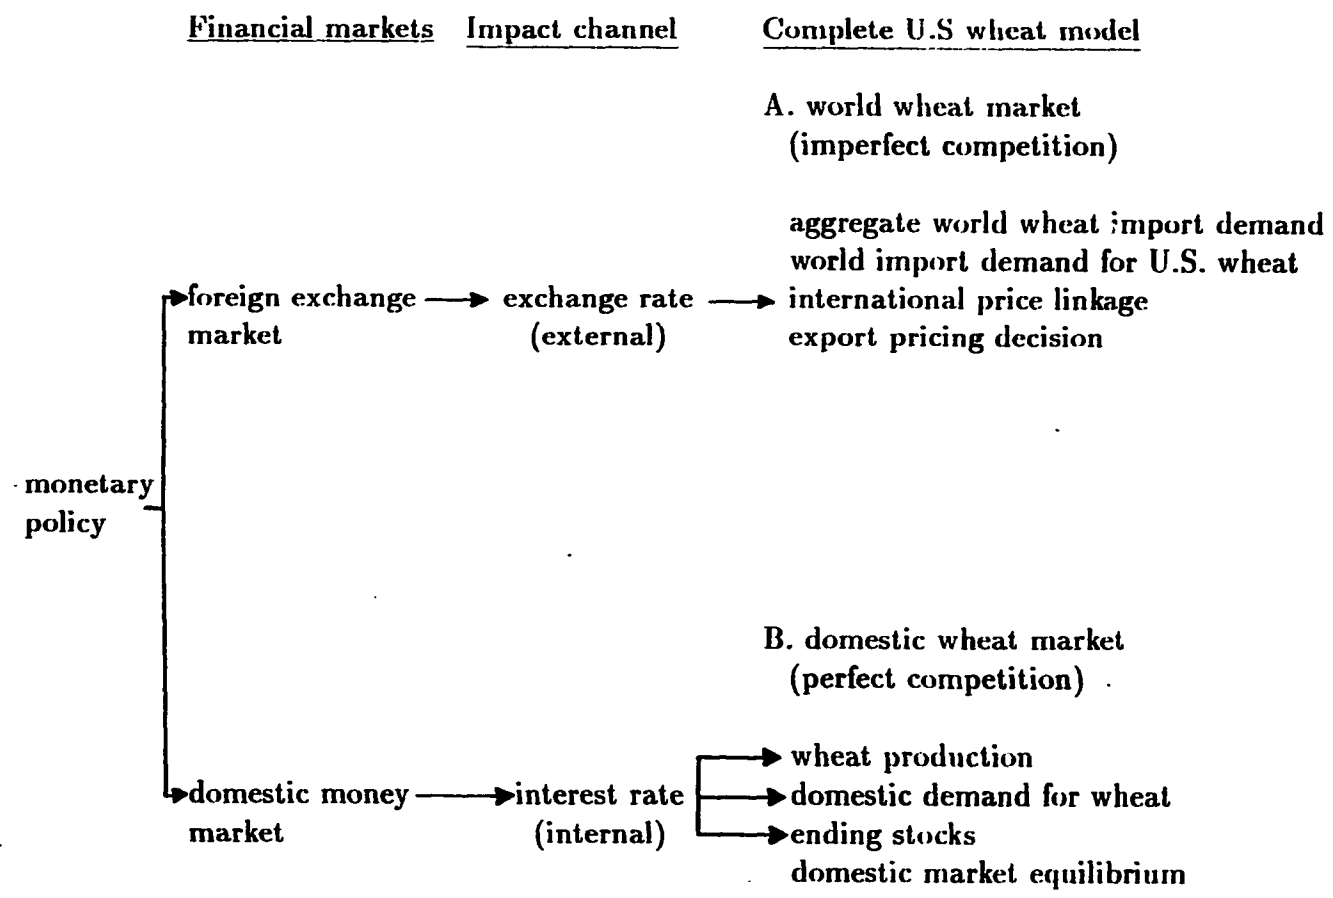 Financial markets Impact channel Complete U.S wheat model
A. world wheat market
(imperfect competition)
aggregate world wheat import demand
world import demand for U.S. wheat
foreign exchange exchange rate international price linkage
market (external) export pricing decision
monetary
policy
B. domestic wheat market
(perfect competition)
wheat production
domestic money interest rate domestic demand for wheat
market (internal) ending stocks
domestic market equilibrium